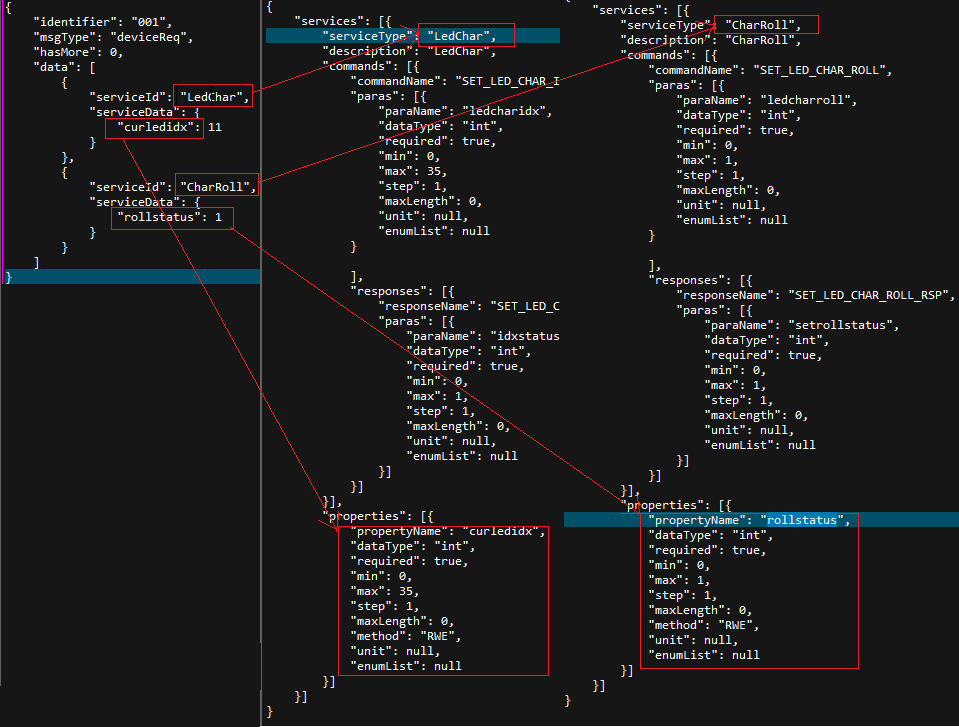 {
"identifier": "001",
"msgType": "deviceReq",
"hasMore": 0,
"data": [
{
"serviceId": "LedChar",
"serviceData": {
"curledidx": 11
}
},
{
"serviceId": "CharRoll",
"serviceData": {
"rollstatus": 1
}
}
]
}
{
"services": [{
"serviceType": "LedChar",
"description": "LedChar",
"commands": [{
"commandName": "SET_LED_CHAR_I
"paras": [{
"paraName": "ledcharidx",
"dataType": "int",
"required": true,
"min": 0,
"max": 35,
"step": 1,
"maxLength": 0,
"unit": null,
"enumList": null
}
],
"responses": [{
"responseName": "SET_LED_C
"paras": [{
"paraName": "idxstatus
"dataType": "int",
"required": true,
"min": 0,
"max": 1,
"step": 1,
"maxLength": 0,
"unit": null,
"enumList": null
}]
}]
}],
"properties": [{
"propertyName": "curledidx",
"dataType": "int",
"required": true,
"min": 0,
"max": 35,
"step": 1,
"maxLength": 0,
"method": "RWE",
"unit": null,
"enumList": null
}]
}]
}
{
"services": [{
"serviceType": "CharRoll",
"description": "CharRoll",
"commands": [{
"commandName": "SET_LED_CHAR_ROLL",
"paras": [{
"paraName": "ledcharroll",
"dataType": "int",
"required": true,
"min": 0,
"max": 1,
"step": 1,
"maxLength": 0,
"unit": null,
"enumList": null
}
],
"responses": [{
"responseName": "SET_LED_CHAR_ROLL_RSP",
"paras": [{
"paraName": "setrollstatus",
"dataType": "int",
"required": true,
"min": 0,
"max": 1,
"step": 1,
"maxLength": 0,
"unit": null,
"enumList": null
}]
}]
}],
"properties": [{
"propertyName": "rollstatus",
"dataType": "int",
"required": true,
"min": 0,
"max": 1,
"step": 1,
"maxLength": 0,
"method": "RWE",
"unit": null,
"enumList": null
}]
}]
}